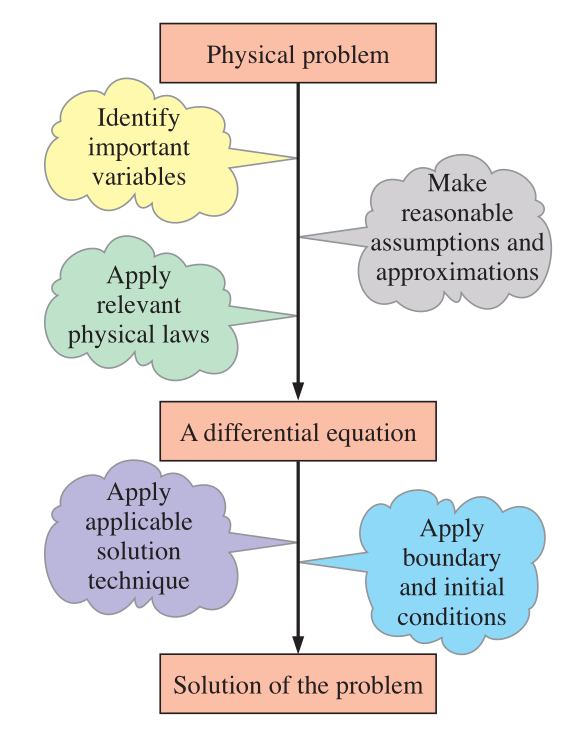 Physical problem
Identify
important
variables
Make
reasonable
assumptions and
approximations
Apply
relevant
physical laws
A differential equation
Apply
applicable
solution
technique
Apply
boundary
and initial
conditions
Solution of the problem